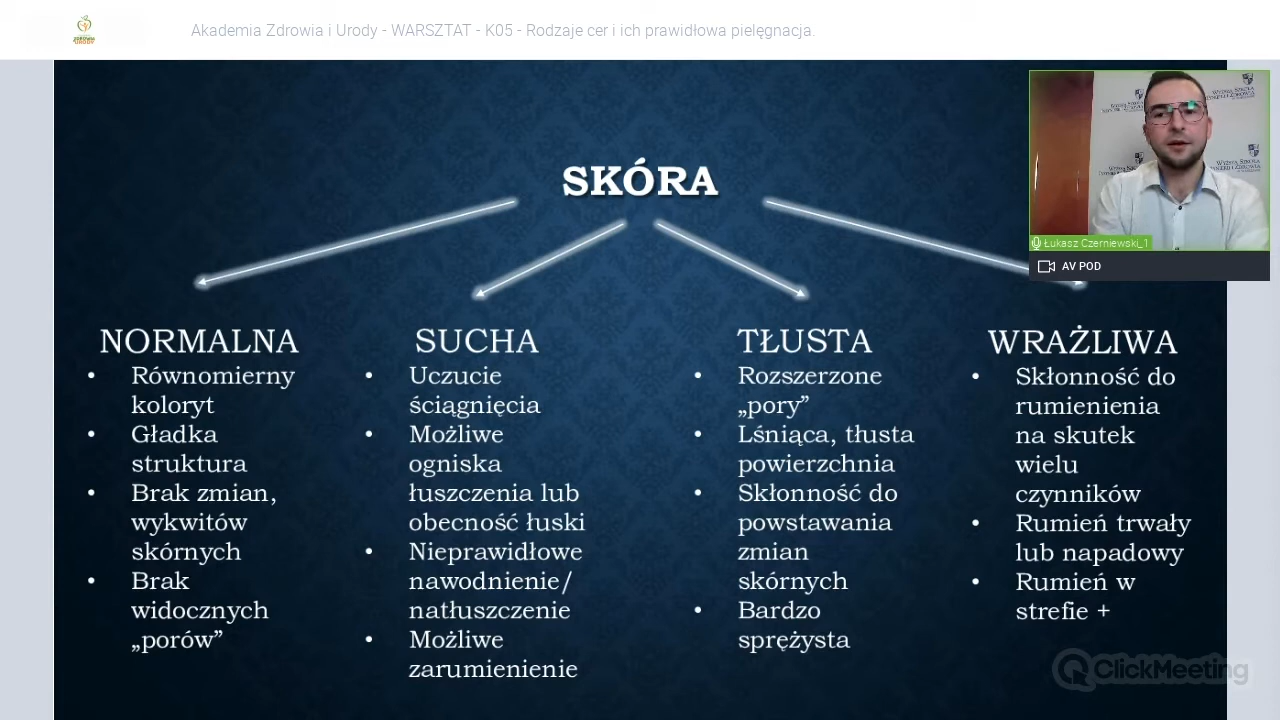 ZDROWIA
URODY
Akademia Zdrowia i Urody - WARSZTAT - K05 - Rodzaje cer i ich prawidłowa pielęgnacja.
SKÓRA
Łukasz Czerniewski_1
AV POD
NORMALNA
• Równomierny
koloryt
• Gładka
struktura
• Brak zmian,
wykwitów
skórnych
• Brak
widocznych
„porów”
SUCHA
• Uczucie
ściągnięcia
• Możliwe
ogniska
łuszczenia lub
obecność łuski
• Nieprawidłowe
nawodnienie/
natłuszczenie
• Możliwe
zarumienienie
TŁUSTA
• Rozszerzone
„pory”
• Lśniąca, tłusta
powierzchnia
• Skłonność do
powstawania
zmian
skórnych
• Bardzo
sprężysta
WRAŻLIWA
• Skłonność do
rumienienia
na skutek
wielu
czynników
• Rumień trwały
lub napadowy
• Rumień w
strefie +
ClickMeeting